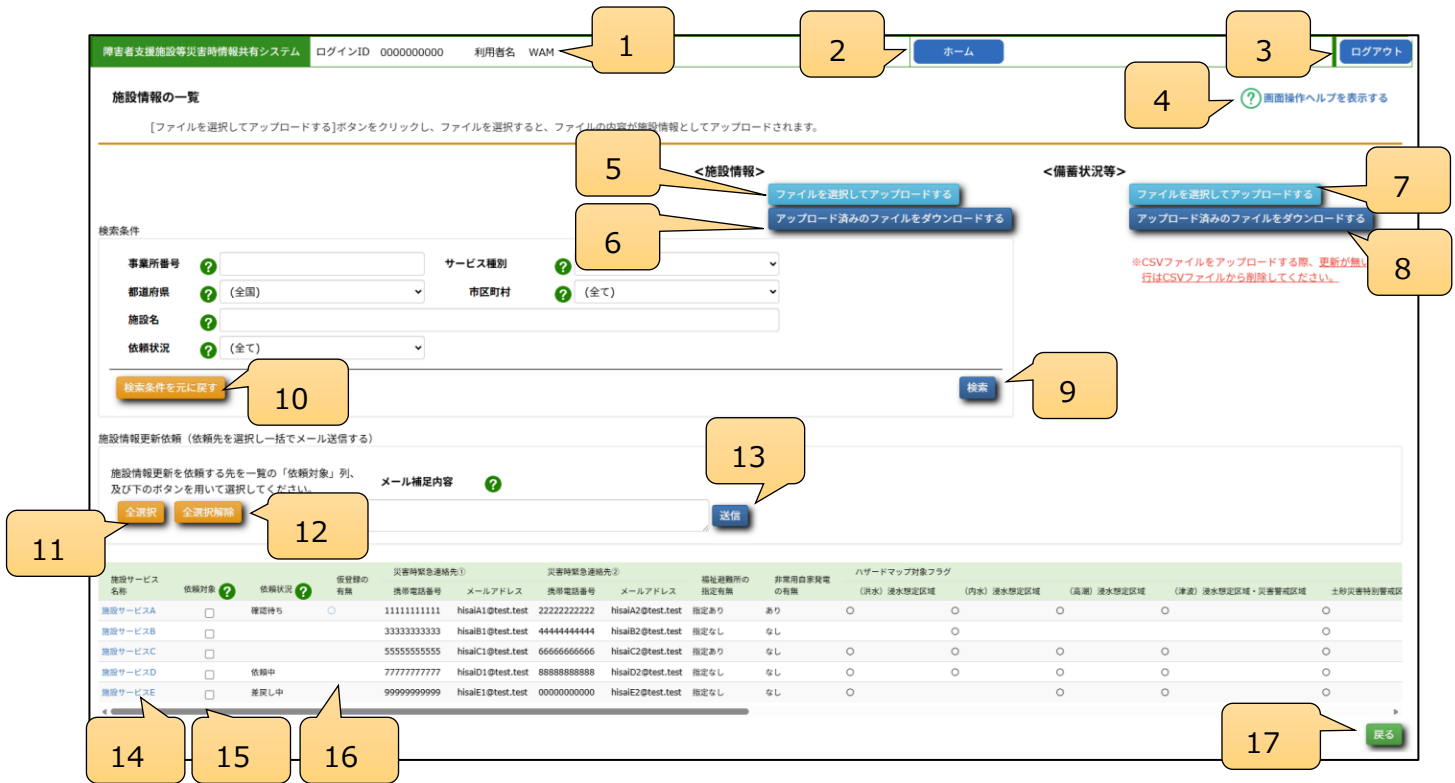 障害者支援施設等災害時情報共有システム ログインID 0000000000 利用者名 WAM 1 2 ホーム 3 ログアウト
施設情報の一覧 4 画面操作ヘルプを表示する
[ファイルを選択してアップロードする]ボタンをクリックし、ファイルを選択すると、ファイルの内容が施設情報としてアップロードされます。
<施設情報> <備蓄状況等>
5 ファイルを選択してアップロードする ファイルを選択してアップロードする 7
6 アップロード済みのファイルをダウンロードする アップロード済みのファイルをダウンロードする 8
検索条件
事業所番号 ? サービス種別 ?
※CSVファイルをアップロードする際、更新が無い
行はCSVファイルから削除してください。
都道府県 ? (全国) 市区町村 ? (全て)
施設名 ?
依頼状況 ? (全て)
検索条件を元に戻す 10 検索 9
施設情報更新依頼（依頼先を選択し一括でメール送信する）
施設情報更新を依頼する先を一覧の「依頼対象」列、
及び下のボタンを用いて選択してください。
メール補足内容 ? 13
11 全選択 全選択解除 12 送信
施設サービス
名称
依頼対象 ? 依頼状況 ?
仮登録の
有無
災害時緊急連絡先① 災害時緊急連絡先②
携帯電話番号 メールアドレス 携帯電話番号 メールアドレス
福祉避難所の
指定有無
非常用自家発電
の有無
ハザードマップ対象フラグ
（洪水）浸水想定区域 （内水）浸水想定区域 （高潮）浸水想定区域 （津波）浸水想定区域・災害警戒区域 土砂災害特別警戒区
施設サービスA 確認待ち ○ 11111111111 hisaiA1@test.test 22222222222 hisaiA2@test.test 指定あり あり ○ ○ ○ ○ ○
施設サービスB 33333333333 hisaiB1@test.test 44444444444 hisaiB2@test.test 指定なし なし ○ ○
施設サービスC 55555555555 hisaiC1@test.test 66666666666 hisaiC2@test.test 指定あり なし ○ ○ ○ ○ ○
施設サービスD 依頼中 77777777777 hisaiD1@test.test 88888888888 hisaiD2@test.test 指定なし なし ○ ○ ○ ○ ○
施設サービスE 差戻し中 99999999999 hisaiE1@test.test 00000000000 hisaiE2@test.test 指定なし なし ○ ○ ○ ○
14 15 16 17 戻る